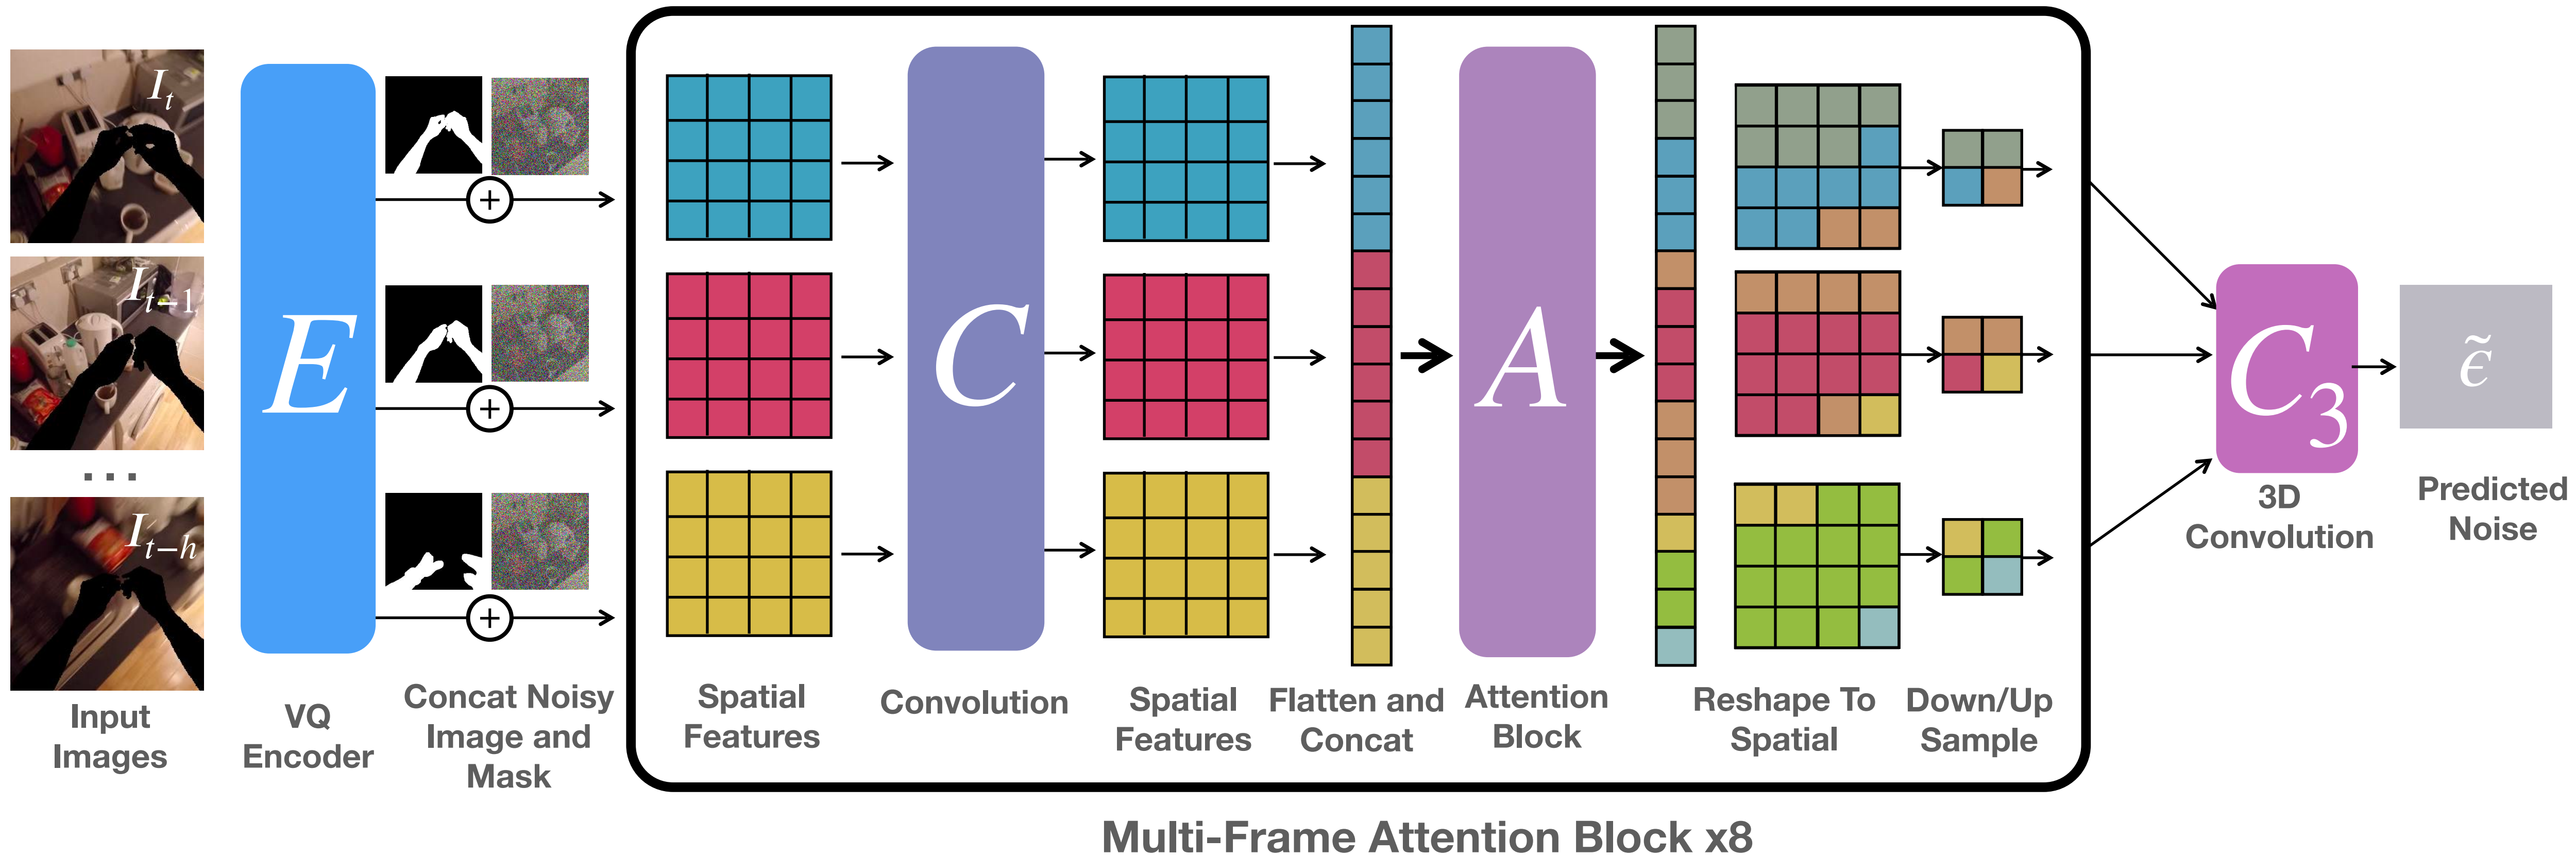 I_t
I_{t-1}
. . .
I_{t-h}
Input
Images
E
VQ
Encoder
+
+
+
Concat Noisy
Image and
Mask
Spatial
Features
C
Convolution
Spatial
Features
Flatten and
Concat
A
Attention
Block
Reshape To
Spatial
Down/Up
Sample
Multi-Frame Attention Block x8
C_3
3D
Convolution
ϵ̃
Predicted
Noise